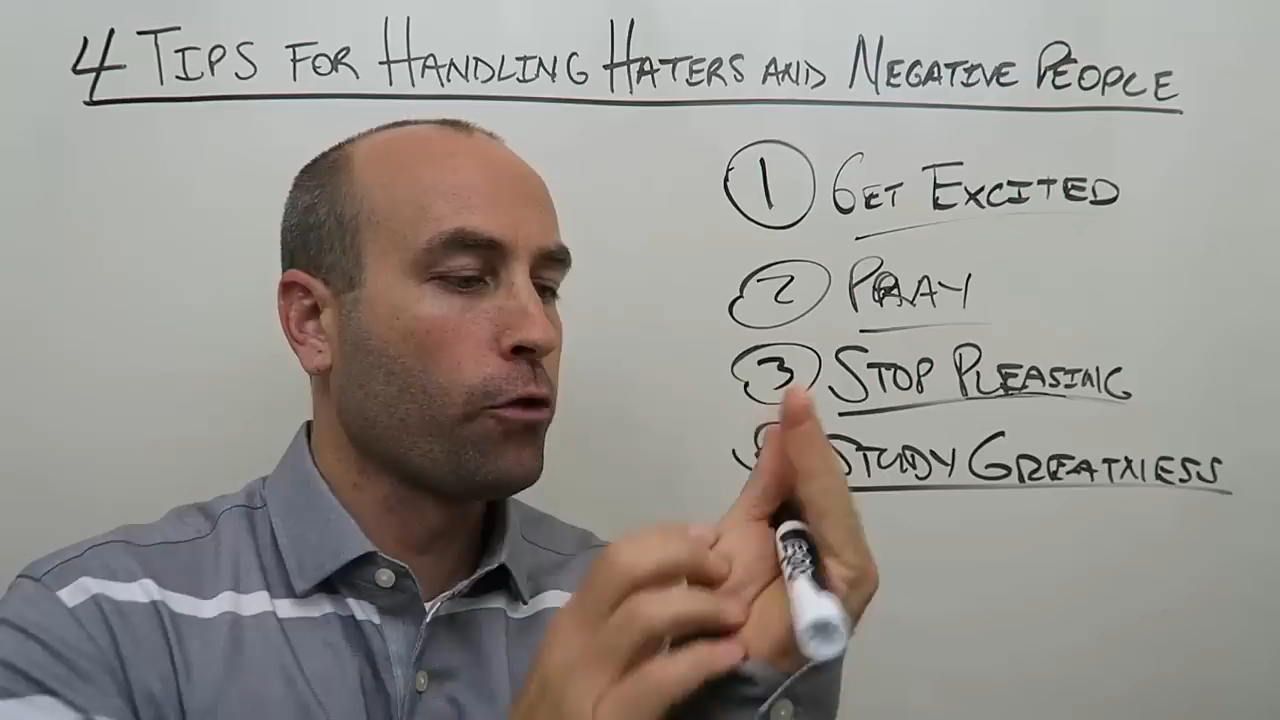 4 TIPS FOR HANDLING HATERS AND NEGATIVE PEOPLE
1 GET EXCITED
2 PRAY
3 STOP PLEASING
STUDY GREATNESS